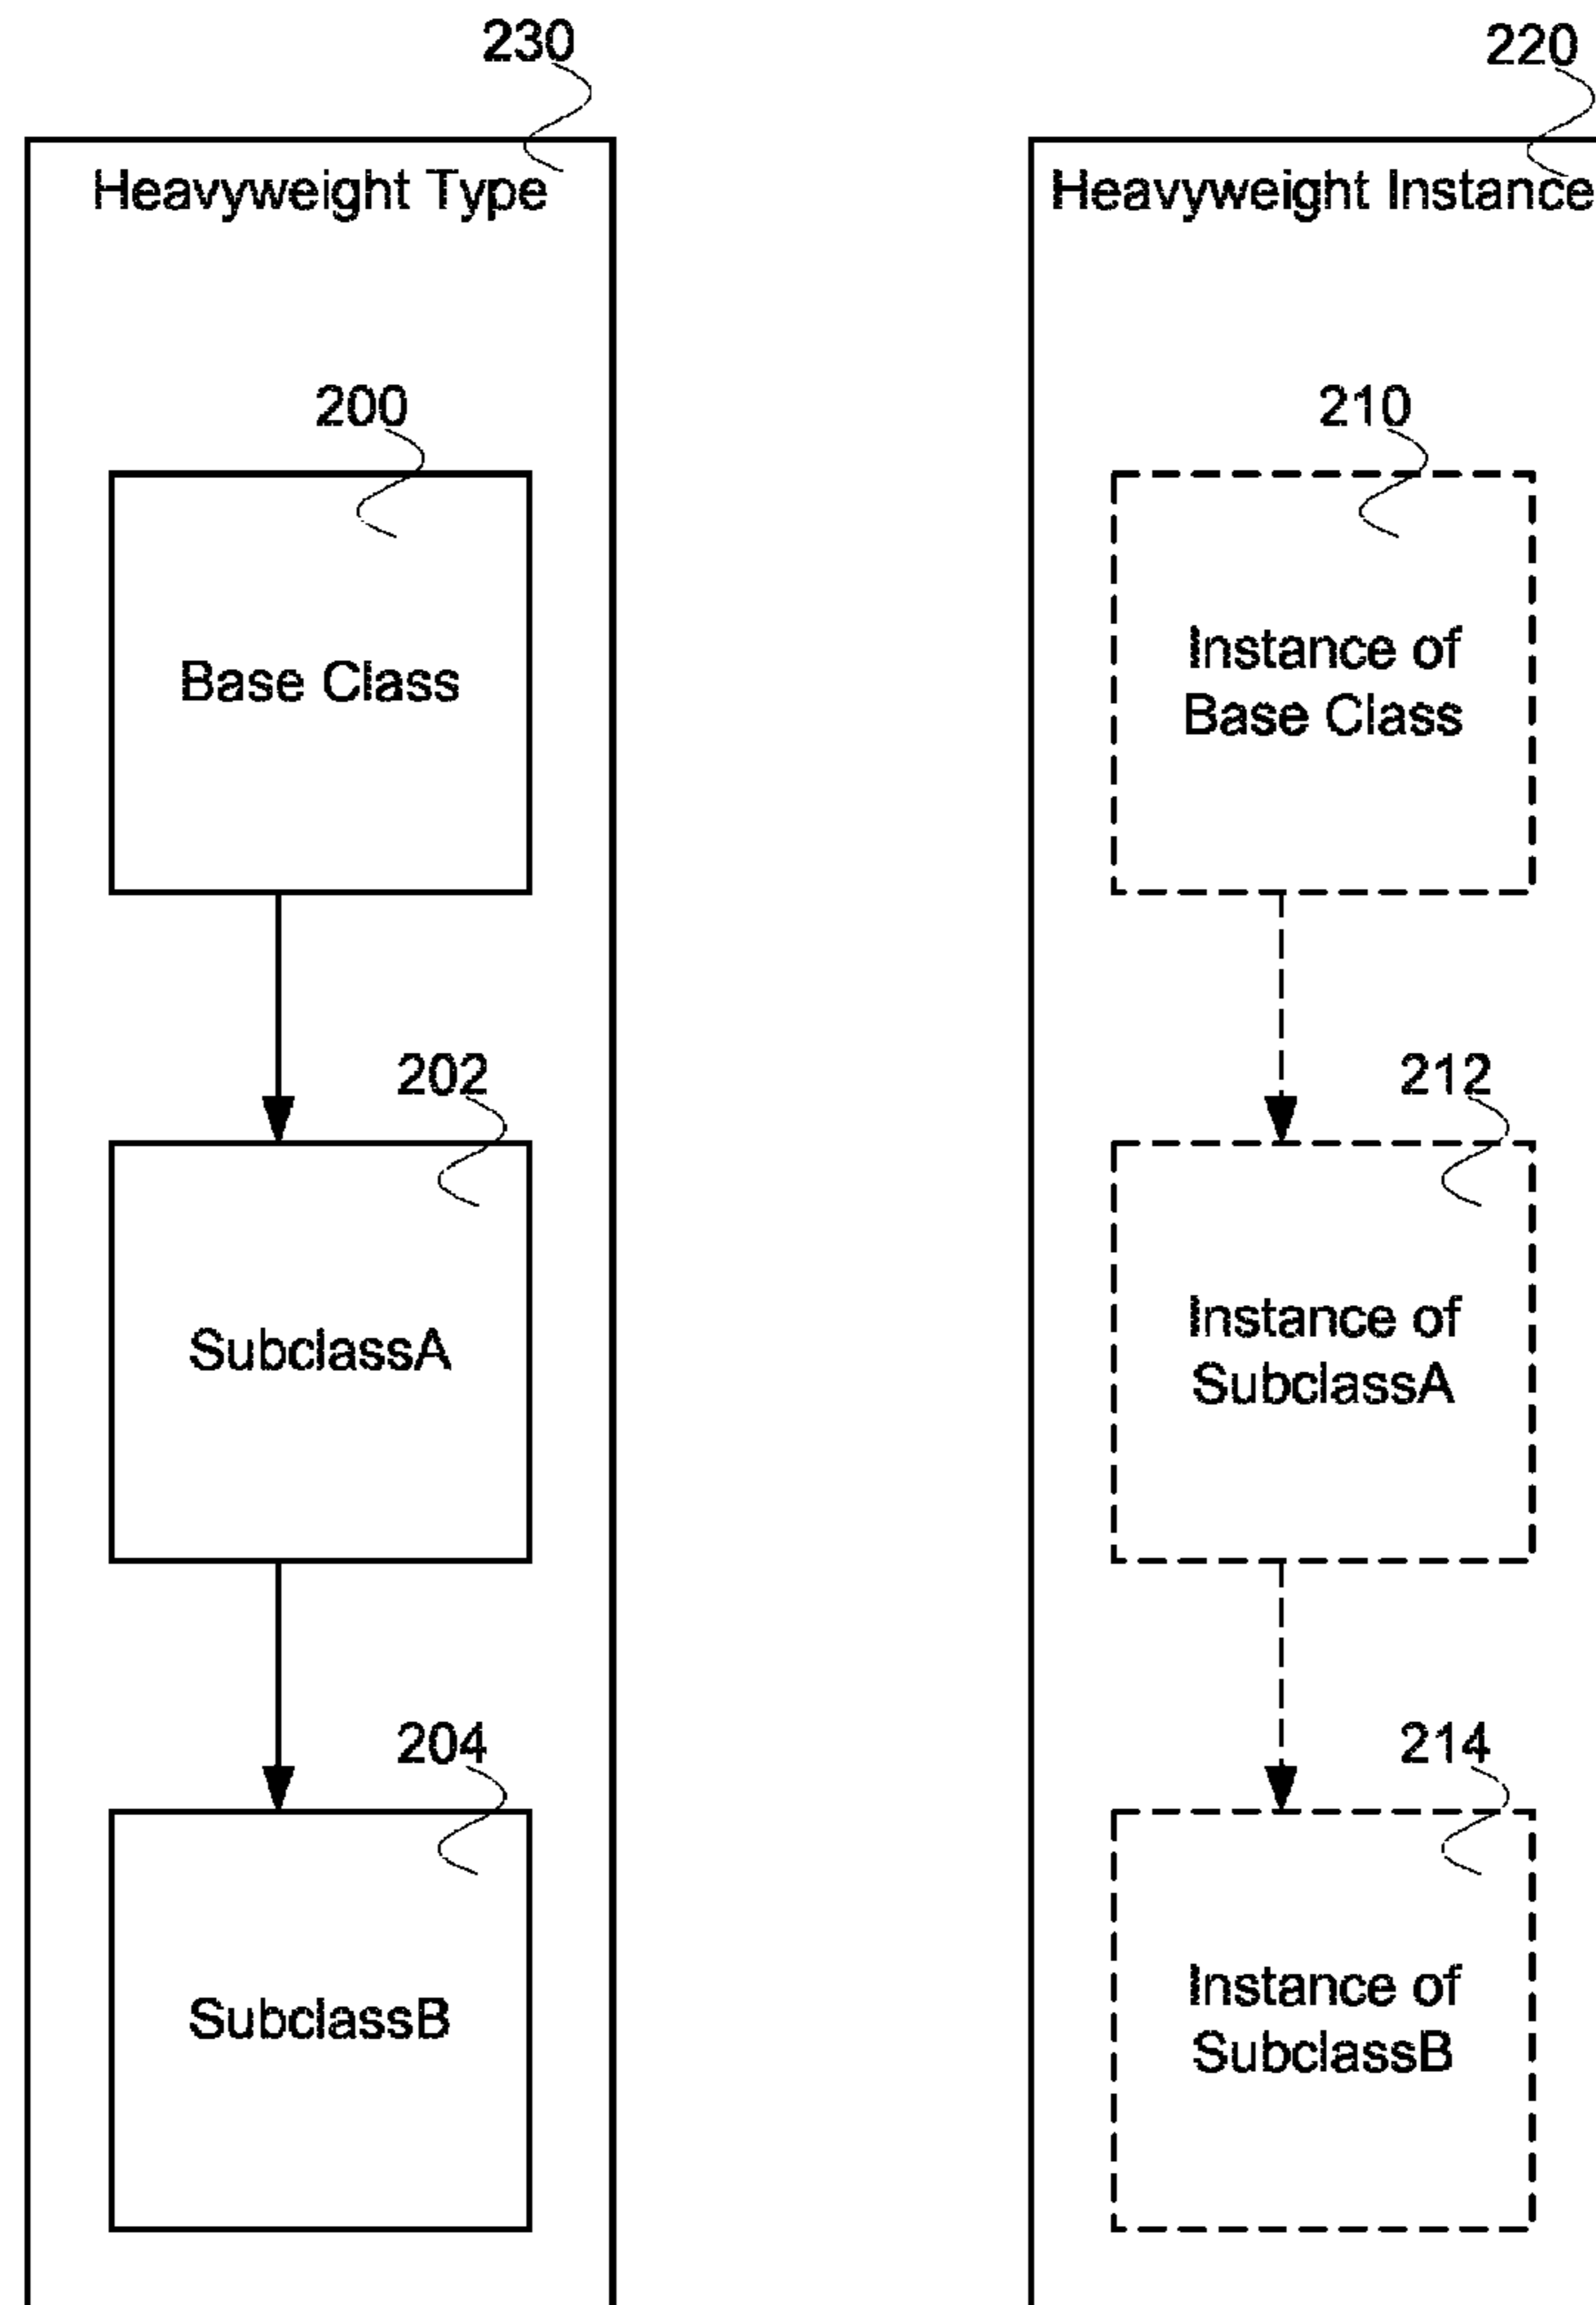 230
Heavyweight Type
200
Base Class
202
SubclassA
204
SubclassB
220
Heavyweight Instance
210
Instance of
Base Class
212
Instance of
SubclassA
214
Instance of
SubclassB